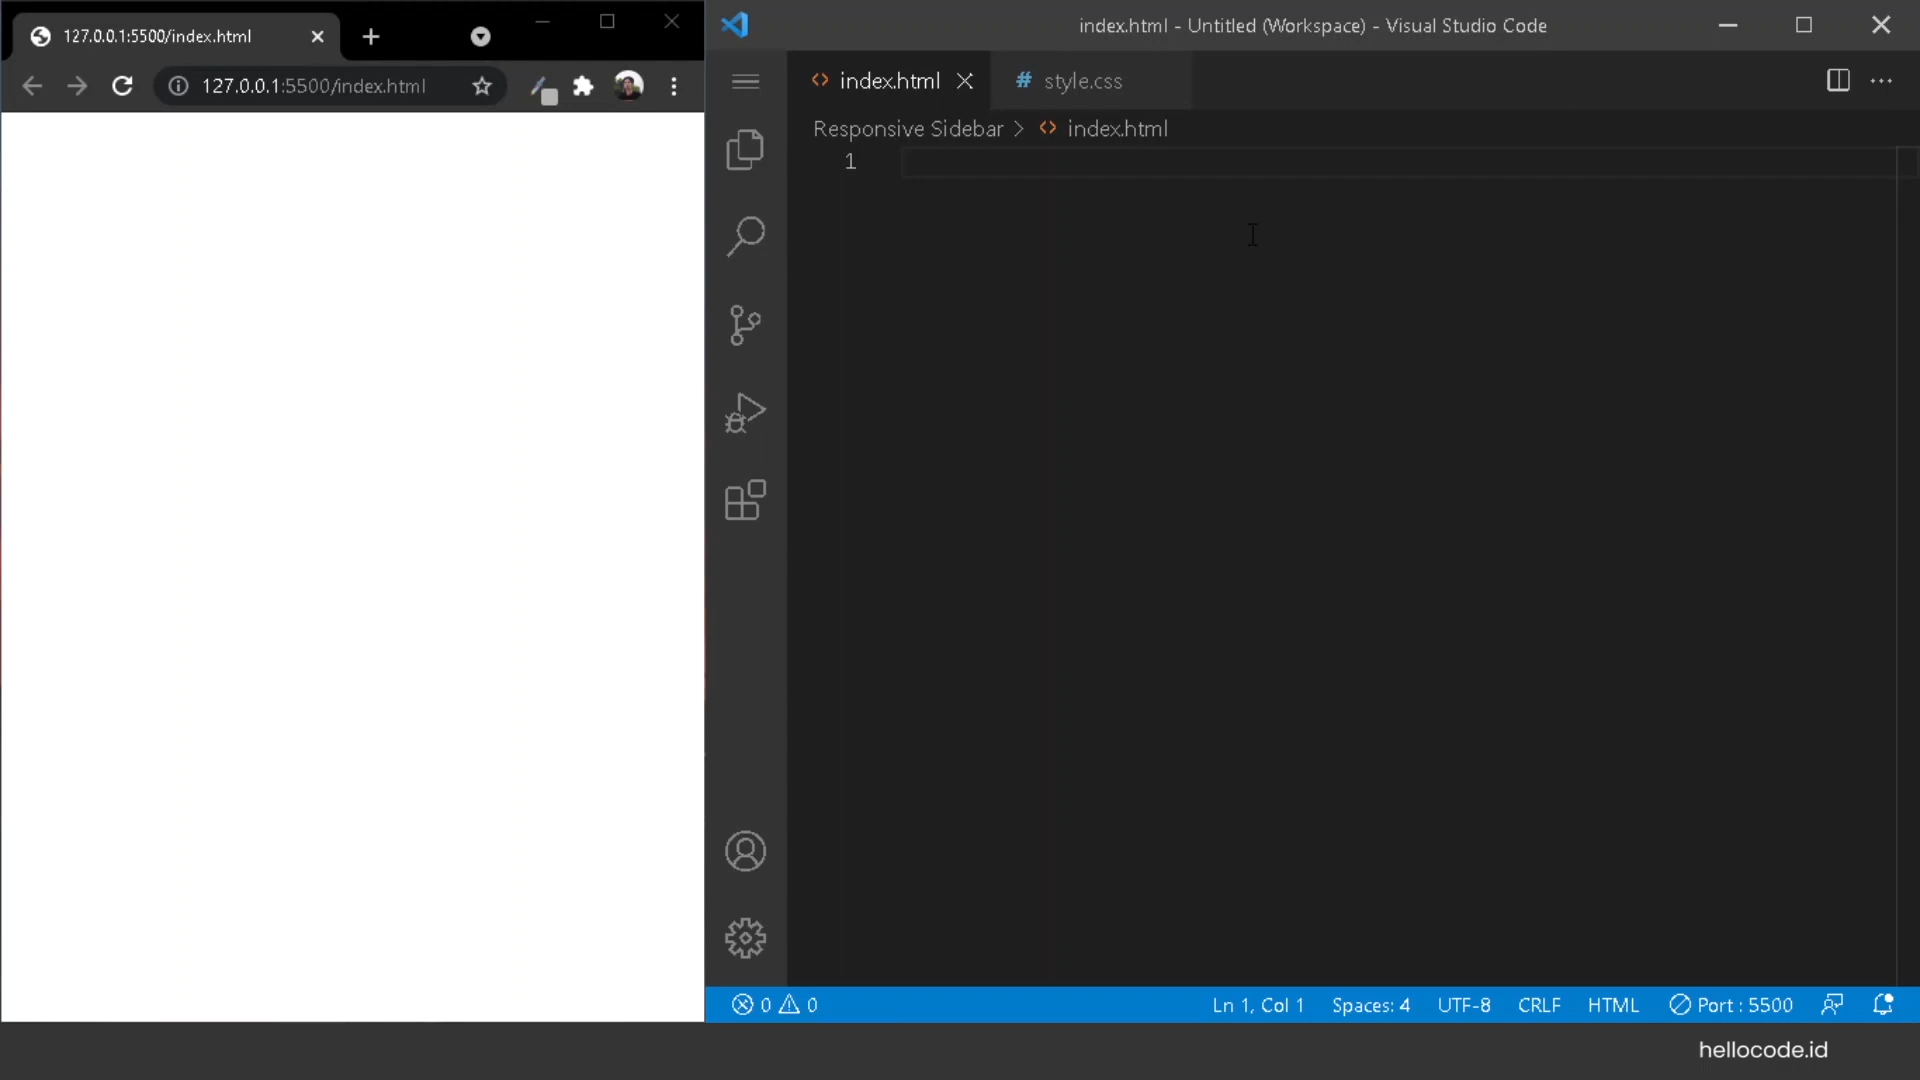 127.0.0.1:5500/index.html
127.0.0.1:5500/index.html
index.html - Untitled (Workspace) - Visual Studio Code
index.html
# style.css
Responsive Sidebar > <> index.html
1
0 0
Ln 1, Col 1 Spaces: 4 UTF-8 CRLF HTML Port : 5500
hellocode.id